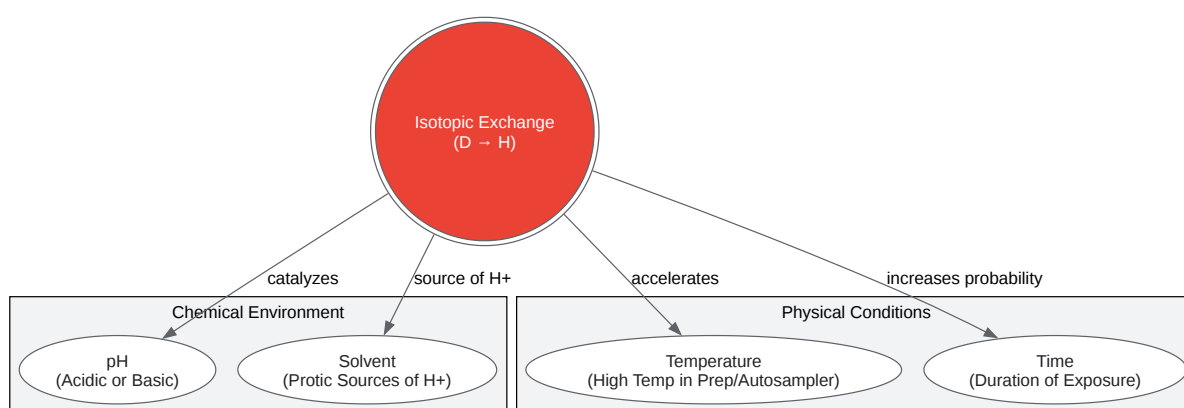 Isotopic Exchange
(D → H)
catalyzes
source of H+
accelerates
increases probability
Chemical Environment
Physical Conditions
pH
(Acidic or Basic)
Solvent
(Protic Sources of H+)
Temperature
(High Temp in Prep/Autosampler)
Time
(Duration of Exposure)